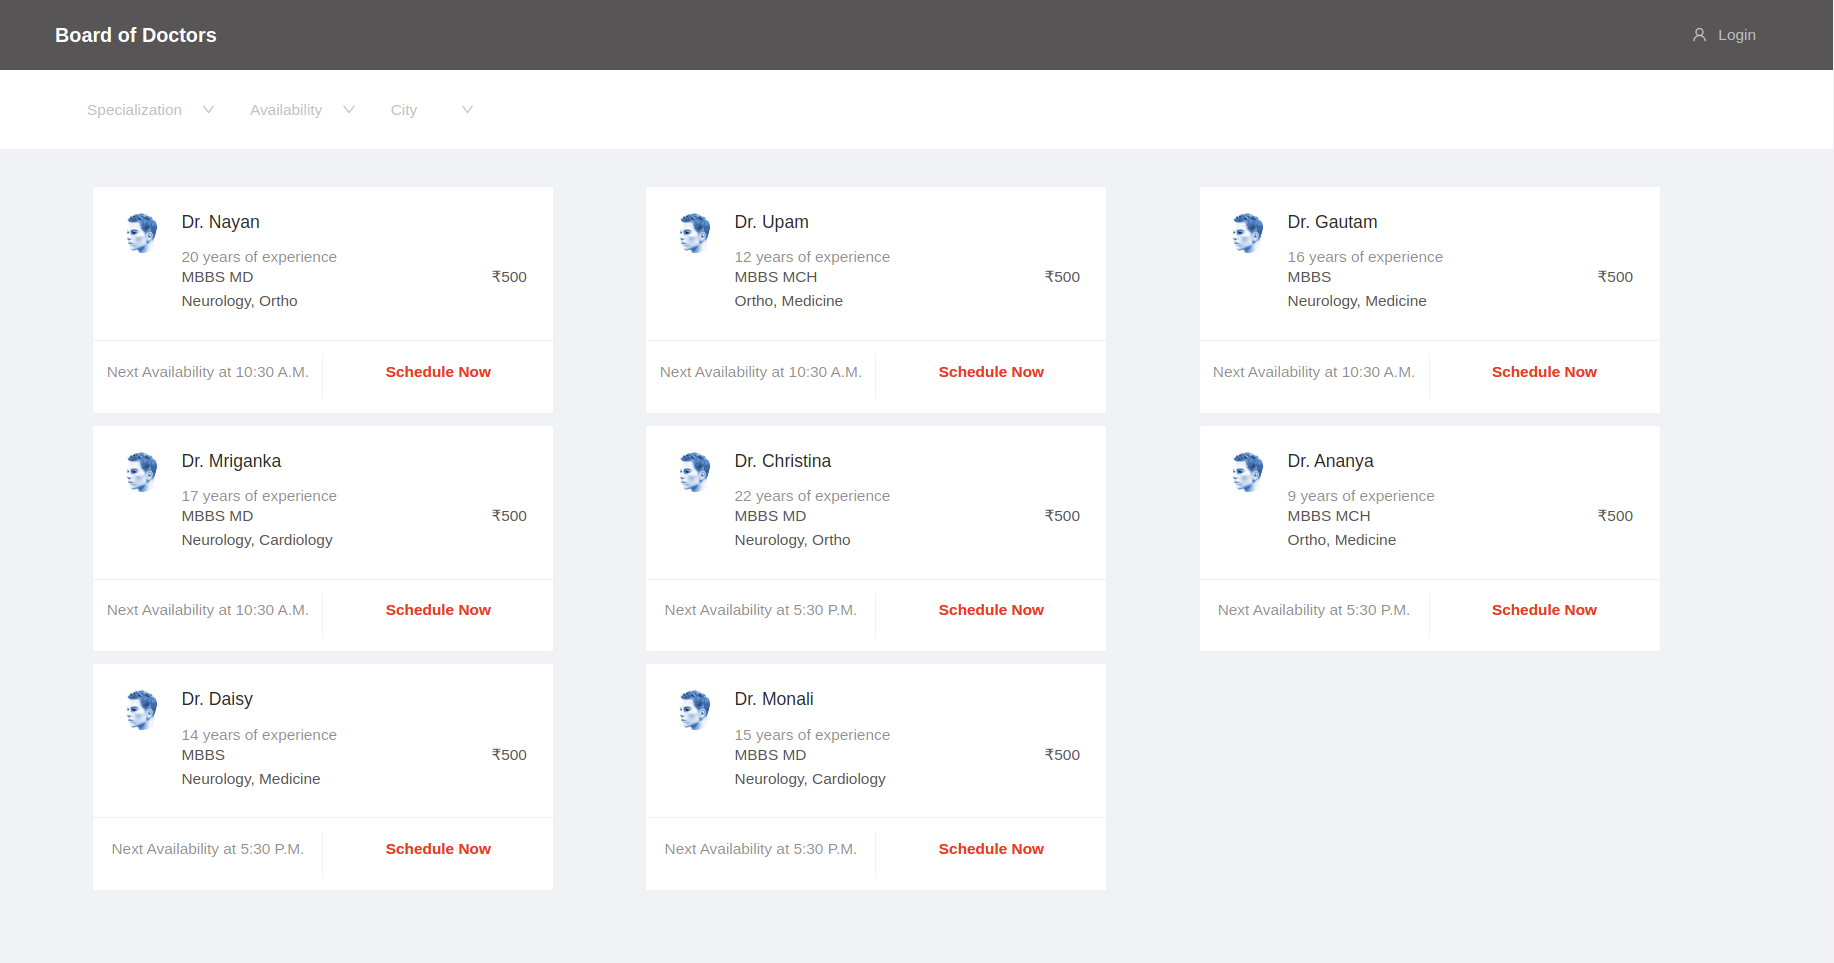 Board of Doctors
Login
Specialization
Availability
City
Dr. Nayan
20 years of experience
MBBS MD
₹500
Neurology, Ortho
Next Availability at 10:30 A.M.
Schedule Now
Dr. Upam
12 years of experience
MBBS MCH
₹500
Ortho, Medicine
Next Availability at 10:30 A.M.
Schedule Now
Dr. Gautam
16 years of experience
MBBS
₹500
Neurology, Medicine
Next Availability at 10:30 A.M.
Schedule Now
Dr. Mriganka
17 years of experience
MBBS MD
₹500
Neurology, Cardiology
Next Availability at 10:30 A.M.
Schedule Now
Dr. Christina
22 years of experience
MBBS MD
₹500
Neurology, Ortho
Next Availability at 5:30 P.M.
Schedule Now
Dr. Ananya
9 years of experience
MBBS MCH
₹500
Ortho, Medicine
Next Availability at 5:30 P.M.
Schedule Now
Dr. Daisy
14 years of experience
MBBS
₹500
Neurology, Medicine
Next Availability at 5:30 P.M.
Schedule Now
Dr. Monali
15 years of experience
MBBS MD
₹500
Neurology, Cardiology
Next Availability at 5:30 P.M.
Schedule Now